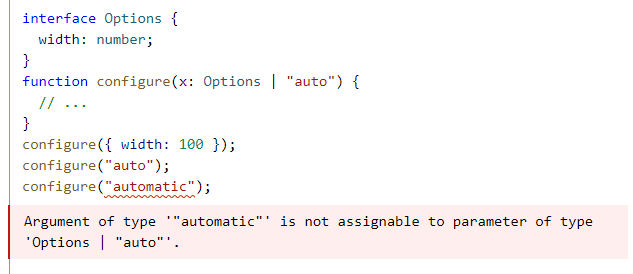 interface Options {
  width: number;
}
function configure(x: Options | "auto") {
  // ...
}
configure({ width: 100 });
configure("auto");
configure("automatic");
Argument of type '"automatic"' is not assignable to parameter of type
'Options | "auto"'.